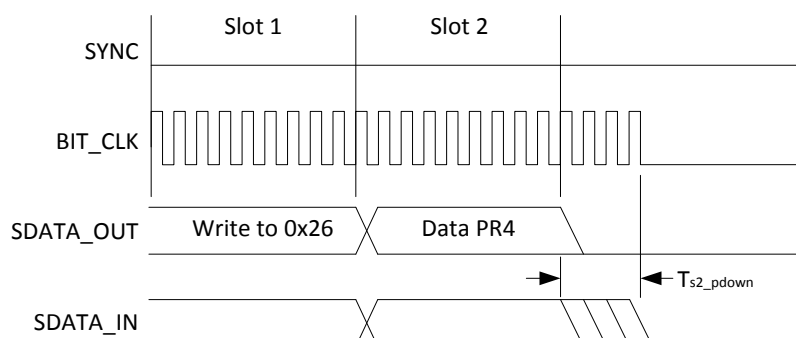 Slot 1 Slot 2
SYNC
BIT_CLK
SDATA_OUT Write to 0x26 Data PR4
Ts2_pdown
SDATA_IN